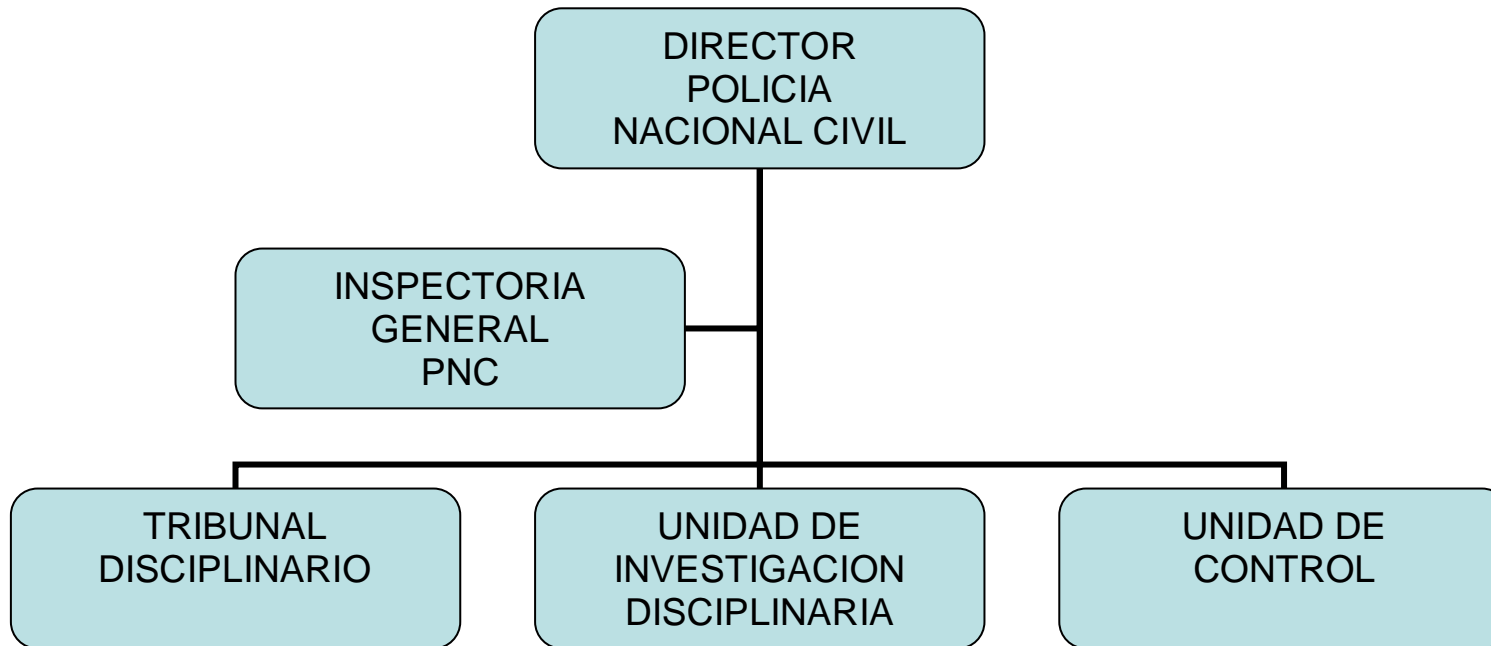 DIRECTOR
POLICIA
NACIONAL CIVIL
INSPECTORIA
GENERAL
PNC
TRIBUNAL
DISCIPLINARIO
UNIDAD DE
INVESTIGACION
DISCIPLINARIA
UNIDAD DE
CONTROL